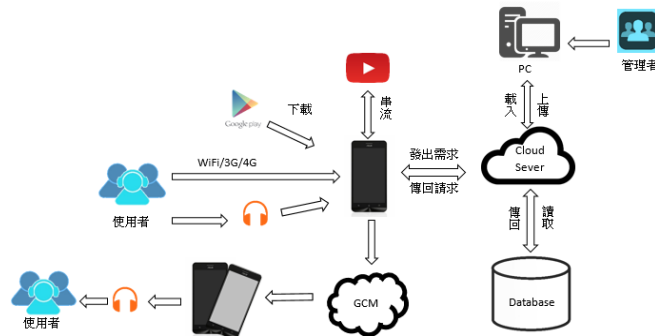 PC
管理者
Google play
下載
串流
載入
上傳
WiFi/3G/4G
發出需求
傳回請求
Cloud
Sever
使用者
傳回
讀取
GCM
Database
使用者